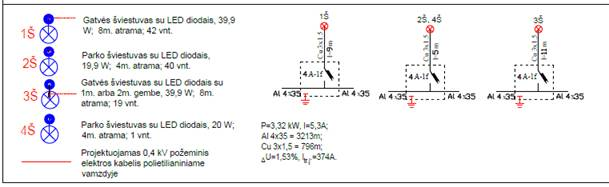 1Š
Gatvės šviestuvas su LED diodais, 39,9
W; 8m. atrama; 42 vnt.
2Š
Parko šviestuvas su LED diodais,
19,9 W; 4m. atrama; 40 vnt.
3Š
Gatvės šviestuvas su LED diodais su
1m. arba 2m. gembe, 39,9 W; 8m.
atrama; 19 vnt.
4Š
Parko šviestuvas su LED diodais, 20 W;
4m. atrama; 1 vnt.
Projektuojamas 0,4 kV požeminis
elektros kabelis polietilianiniame
vamzdyje
1Š
Cu 3x1,5
l-9m
4 A-1f
Al 4x35
Al 4x35
2Š, 4Š
Cu 3x1,5
l-5m
4 A-1f
Al 4x35
Al 4x35
3Š
Cu 3x1,5
l-11m
4 A-1f
Al 4x35
Al 4x35
P=3,32 kW, I=5,3A;
Al 4x35 = 3213m;
Cu 3x1,5 = 796m;
△U=1,53%, =374A.